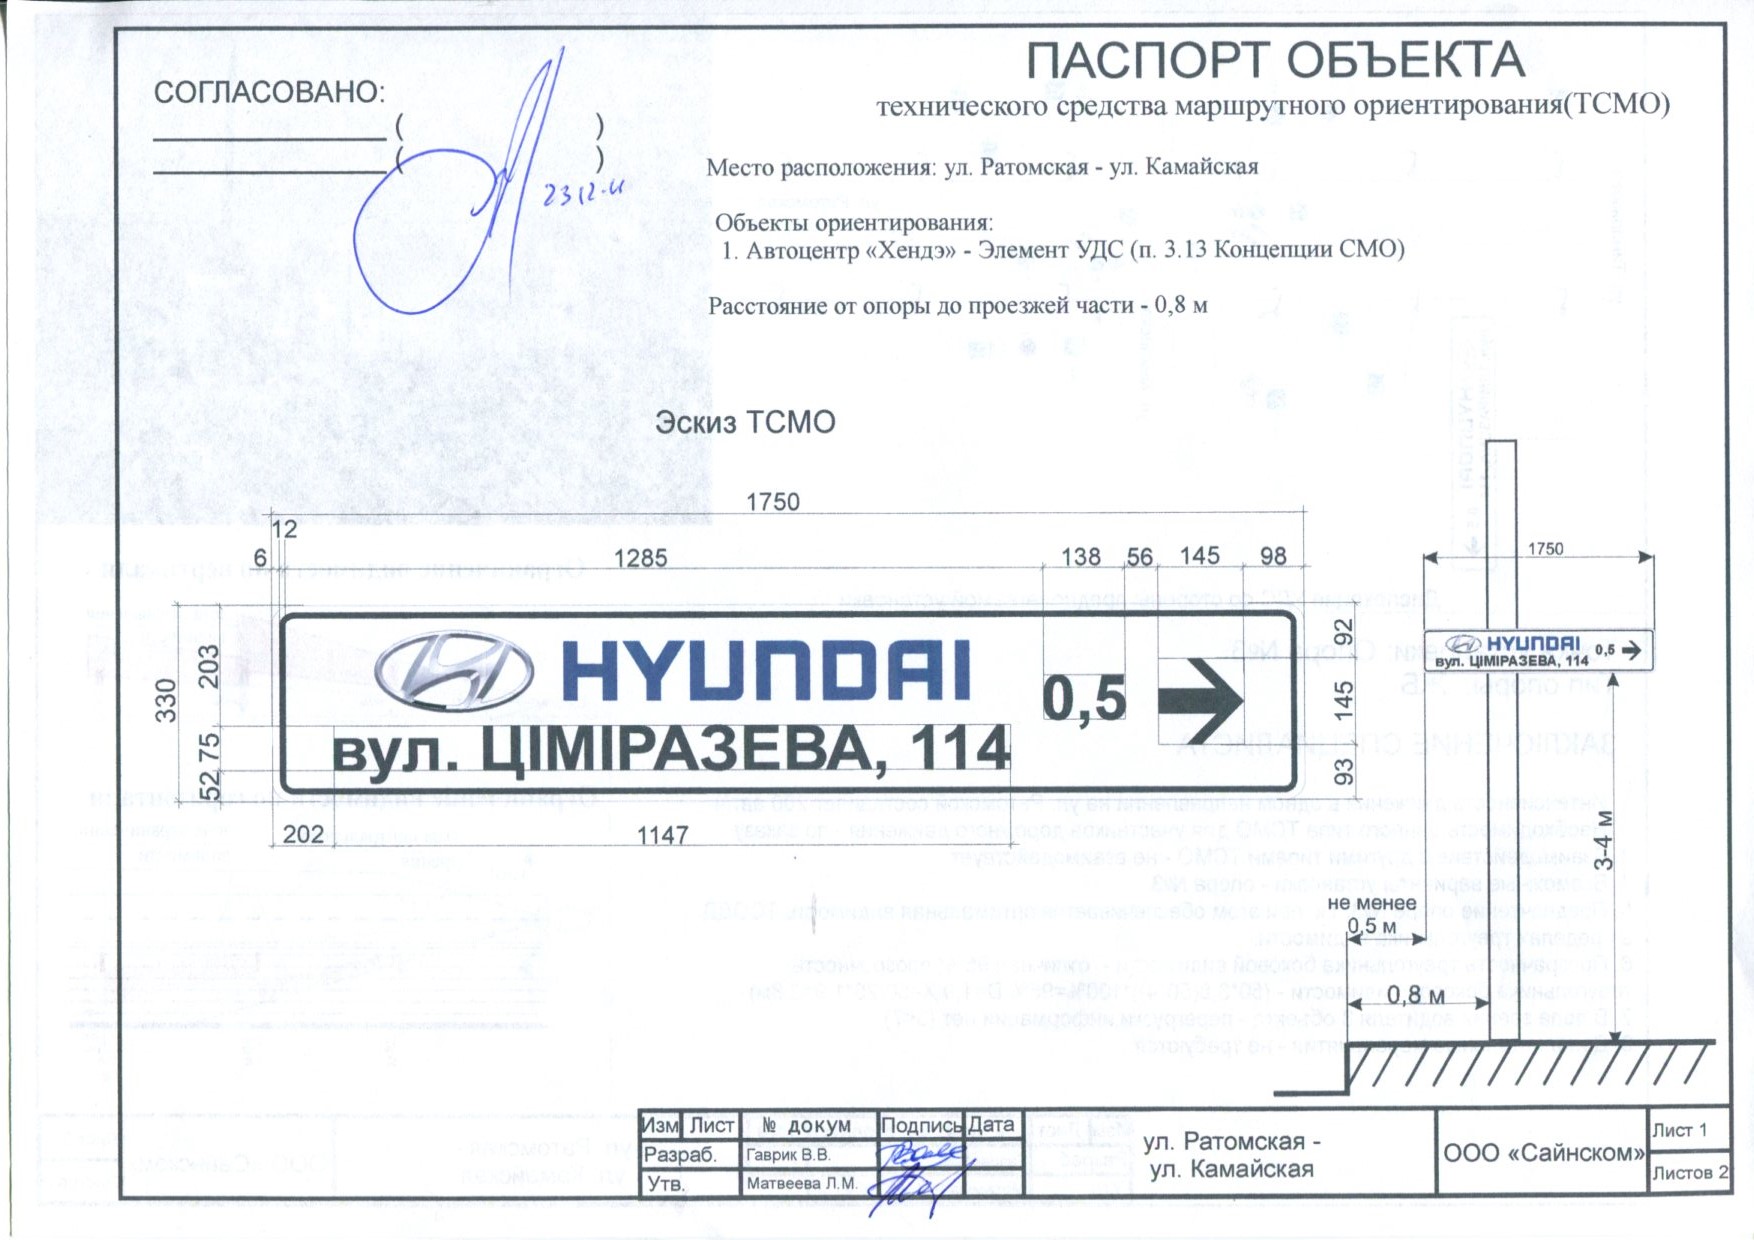 СОГЛАСОВАНО:
( )
( )
ПАСПОРТ ОБЪЕКТА
технического средства маршрутного ориентирования(ТСМО)
Место расположения: ул. Ратомская - ул. Камайская
Объекты ориентирования:
1. Автоцентр «Хендэ» - Элемент УДС (п. 3.13 Концепции СМО)
Расстояние от опоры до проезжей части - 0,8 м
Эскиз ТСМО
1750
12
6 1285 138 56 145 98
330
203
75
52
HYUNDAI
вул. ЦІМІРАЗЕВА, 114
0,5
92
145
93
202 1147
1750
HYUNDAI 0,5
вул. ЦІМІРАЗЕВА, 114
3-4 м
не менее
0,5 м
0,8 м
Изм Лист № докум Подпись Дата
Разраб. Гаврик В.В.
Утв. Матвеева Л.М.
ул. Ратомская -
ул. Камайская
ООО «Сайнском»
Лист 1
Листов 2